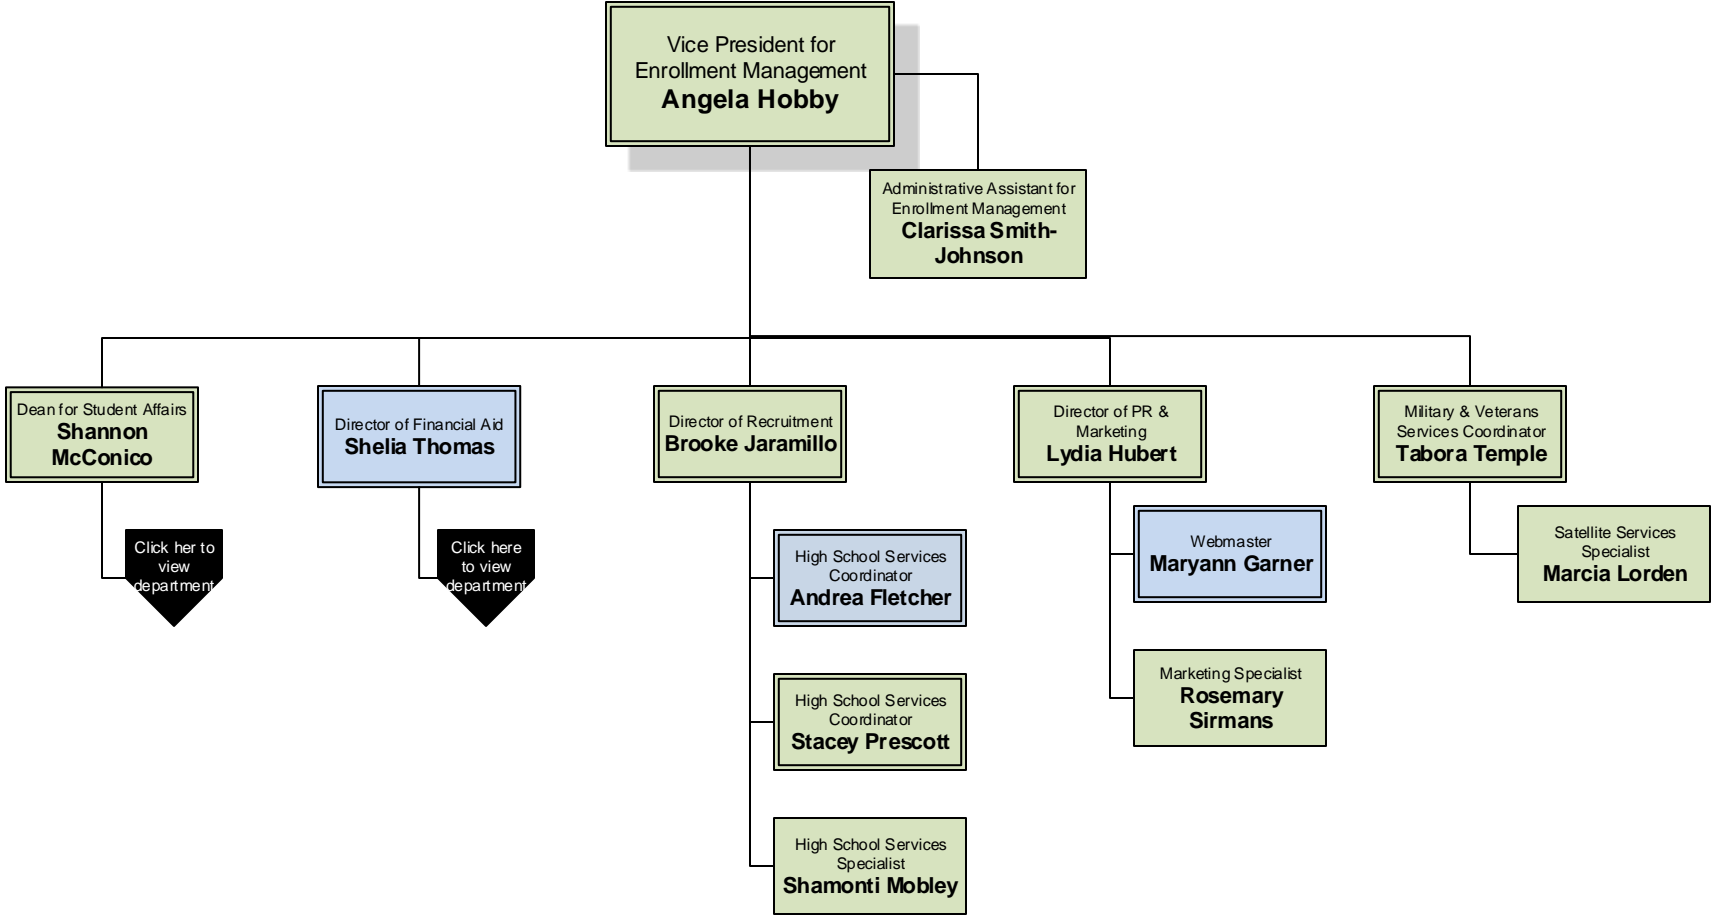 Vice President for
Enrollment Management
Angela Hobby
Administrative Assistant for
Enrollment Management
Clarissa Smith-
Johnson
Dean for Student Affairs
Shannon
McConico
Director of Financial Aid
Shelia Thomas
Director of Recruitment
Brooke Jaramillo
Director of PR &
Marketing
Lydia Hubert
Military & Veterans
Services Coordinator
Tabora Temple
Click her to
view
department
Click here
to view
department
High School Services
Coordinator
Andrea Fletcher
High School Services
Coordinator
Stacey Prescott
High School Services
Specialist
Shamonti Mobley
Webmaster
Maryann Garner
Marketing Specialist
Rosemary
Sirmans
Satellite Services
Specialist
Marcia Lorden